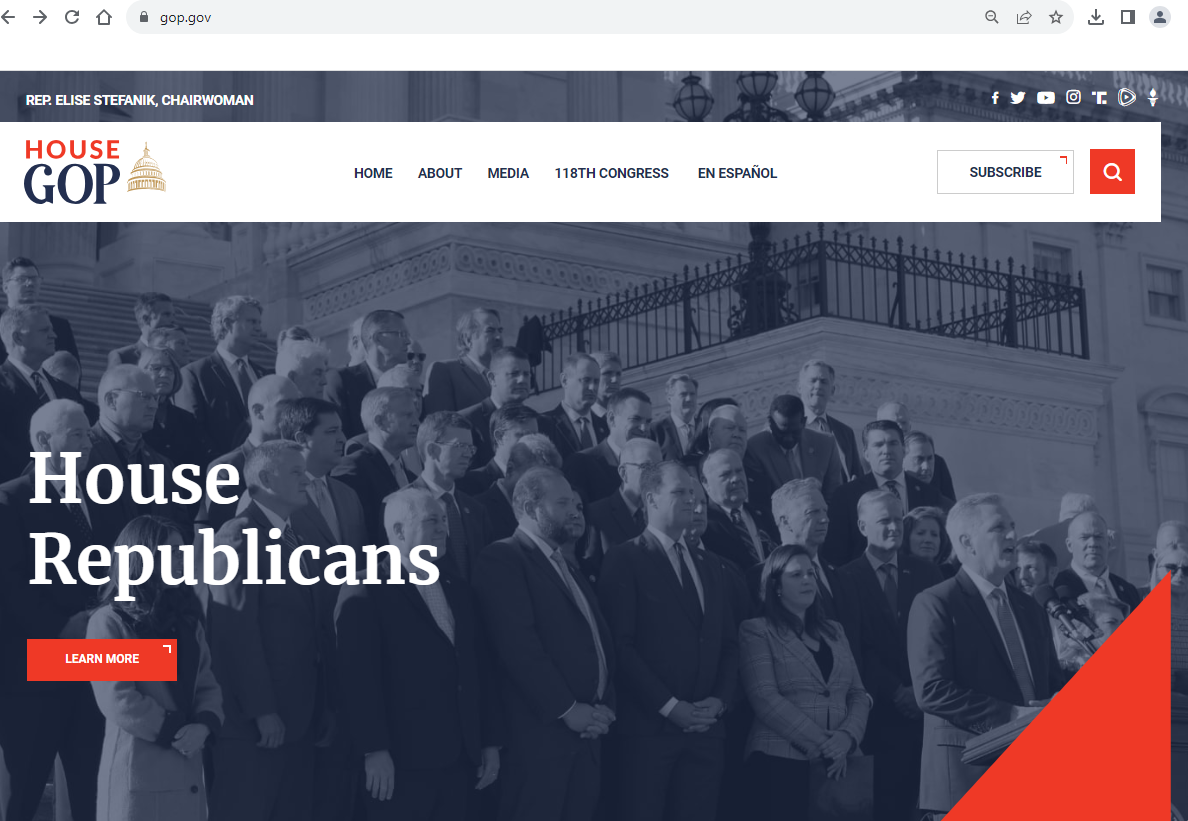 gop.gov
REP. ELISE STEFANIK, CHAIRWOMAN
HOUSE
GOP
HOME ABOUT MEDIA 118TH CONGRESS EN ESPAÑOL
SUBSCRIBE
House
Republicans
LEARN MORE